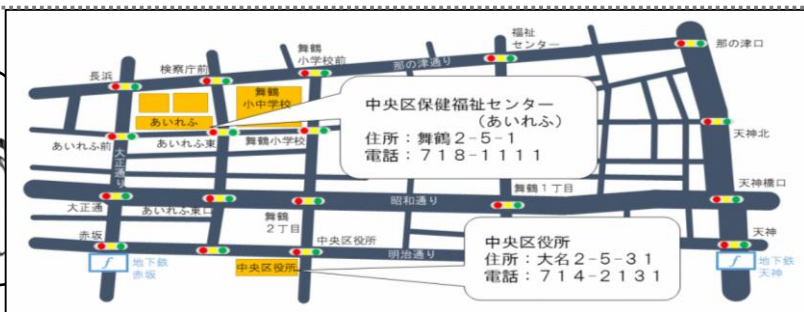 福祉
センター
舞鶴
小学校前
検察庁前
長浜
那の津通り
那の津口
舞鶴
小中学校
あいれふ
中央区保健福祉センター
(あいれふ)
住所：舞鶴2-5-1
電話：718-1111
あいれふ前
あいれふ東
舞鶴小学校
大正通り
天神北
大正通
あいれふ東口
舞鶴
2丁目
昭和通り
舞鶴1丁目
天神橋口
赤坂
中央区役所
明治通り
天神
地下鉄
赤坂
中央区役所
中央区役所
住所：大名2-5-31
電話：714-2131
地下鉄
天神